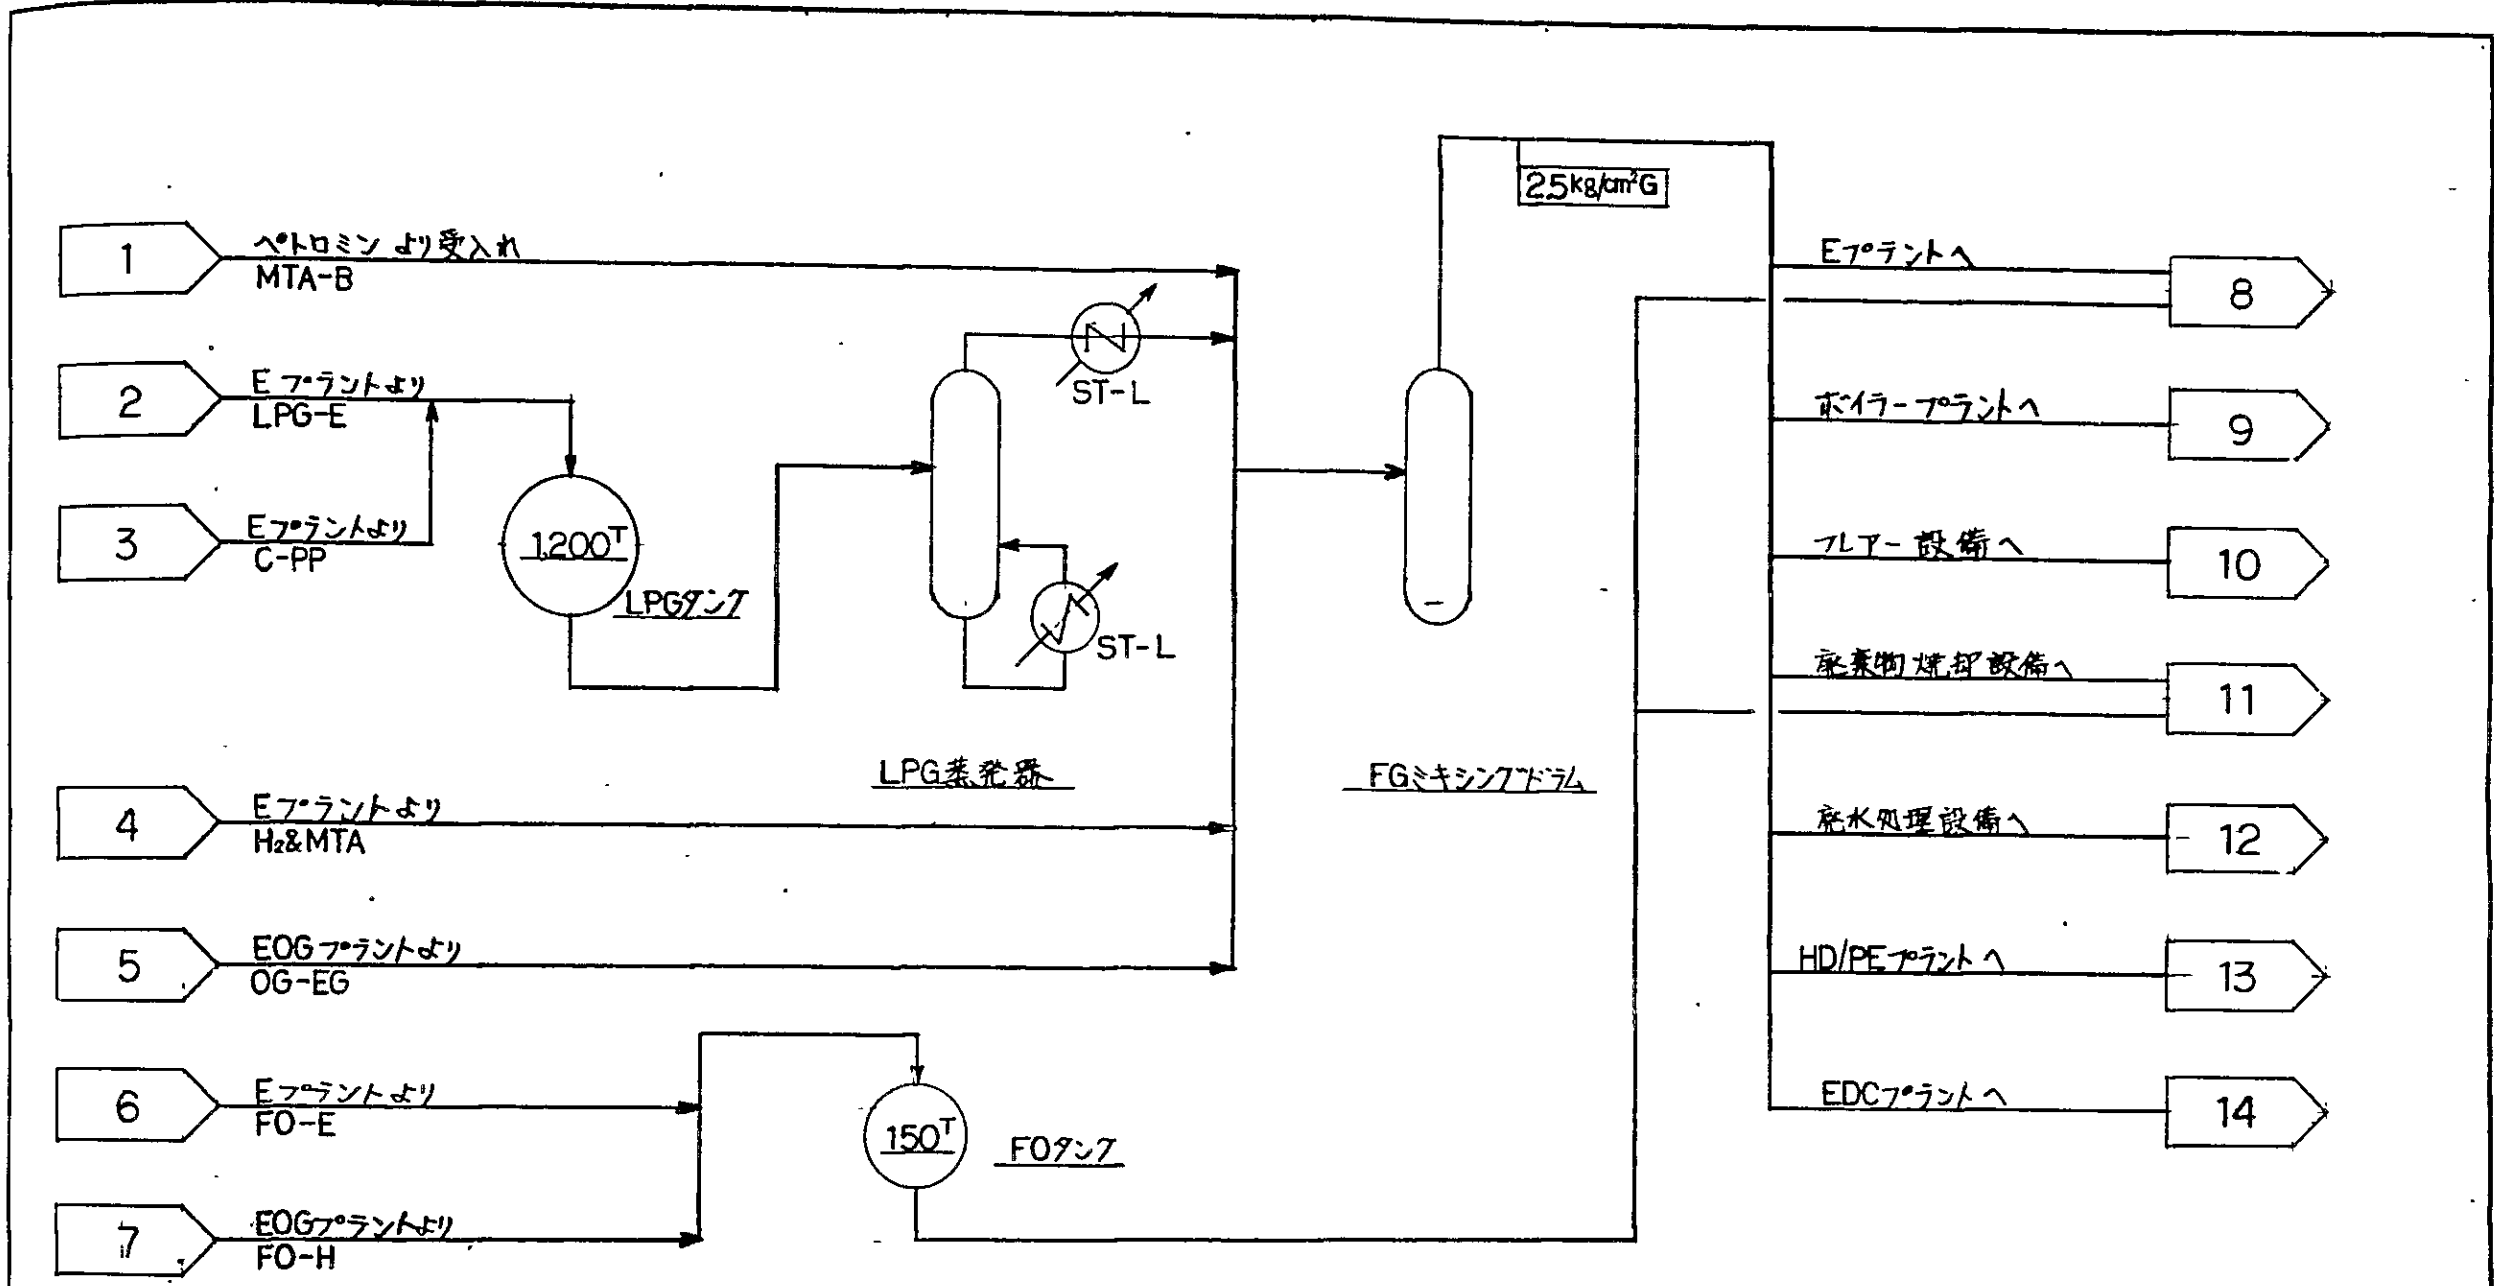 1
ペトロミンより受入れ
MTA-B
2
Eプラントより
LPG-E
3
Eプラントより
C-PP
1,200T
LPGタンク
ST-L
ST-L
LPG蒸発器
4
Eプラントより
H₂&MTA
5
EOGプラントより
OG-EG
6
Eプラントより
FO-E
7
EOGプラントより
FO-H
150T
FOタンク
FGミキシングドラム
2.5kg/cm²G
Eプラントへ
8
ボイラープラントへ
9
フレアー設備へ
10
廃棄物焼却設備へ
11
廃水処理設備へ
12
HD/PEプラントへ
13
EDCプラントへ
14